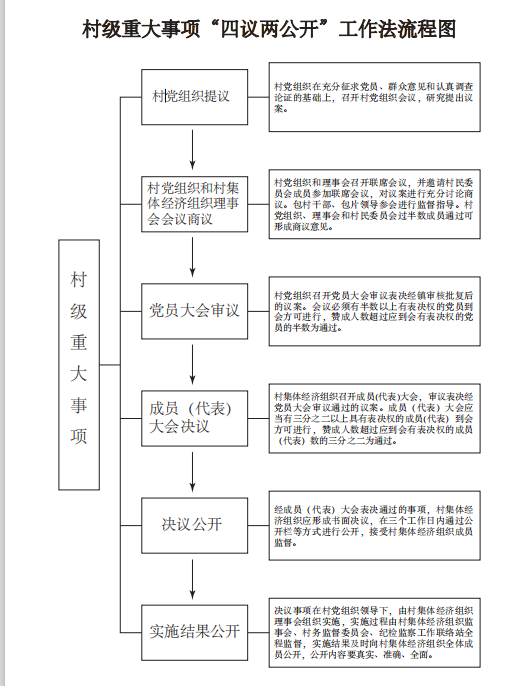 村级重大事项“四议两公开”工作法流程图
村级重大事项
村党组织提议
村党组织在充分征求党员、群众意见和认真调查
论证的基础上，召开村党组织会议，研究提出议
案。
村党组织和村集
体经济组织理事
会会议商议
村党组织和理事会召开联席会议，并邀请村民委
员会成员参加联席会议，对议案进行充分讨论商
议。包村干部、包片领导参会进行监督指导。村
党组织、理事会和村民委员会过半数成员通过可
形成商议意见。
党员大会审议
村党组织召开党员大会审议表决经镇审核批复后
的议案。会议必须有半数以上有表决权的党员到
会方可进行，赞成人数超过应到会有表决权的党员
的半数为通过。
成员（代表）
大会决议
村集体经济组织召开成员(代表)大会，审议表决经
党员大会审议通过的议案。成员（代表）大会应
当有三分之二以上具有表决权的成员(代表）到会
方可进行，赞成人数超过应到会有表决权的成员
（代表）数的三分之二为通过。
决议公开
经成员（代表）大会表决通过的事项，村集体经
济组织应形成书面决议，在三个工作日内通过公
开栏等方式进行公开，接受村集体经济组织成员
监督。
实施结果公开
决议事项在村党组织领导下，由村集体经济组织
理事会组织实施，实施过程由村集体经济组织监
事会、村务监督委员会、纪检监察工作联络站全
程监督，实施结果及时向村集体经济组织全体成
员公开，公开内容要真实、准确、全面。